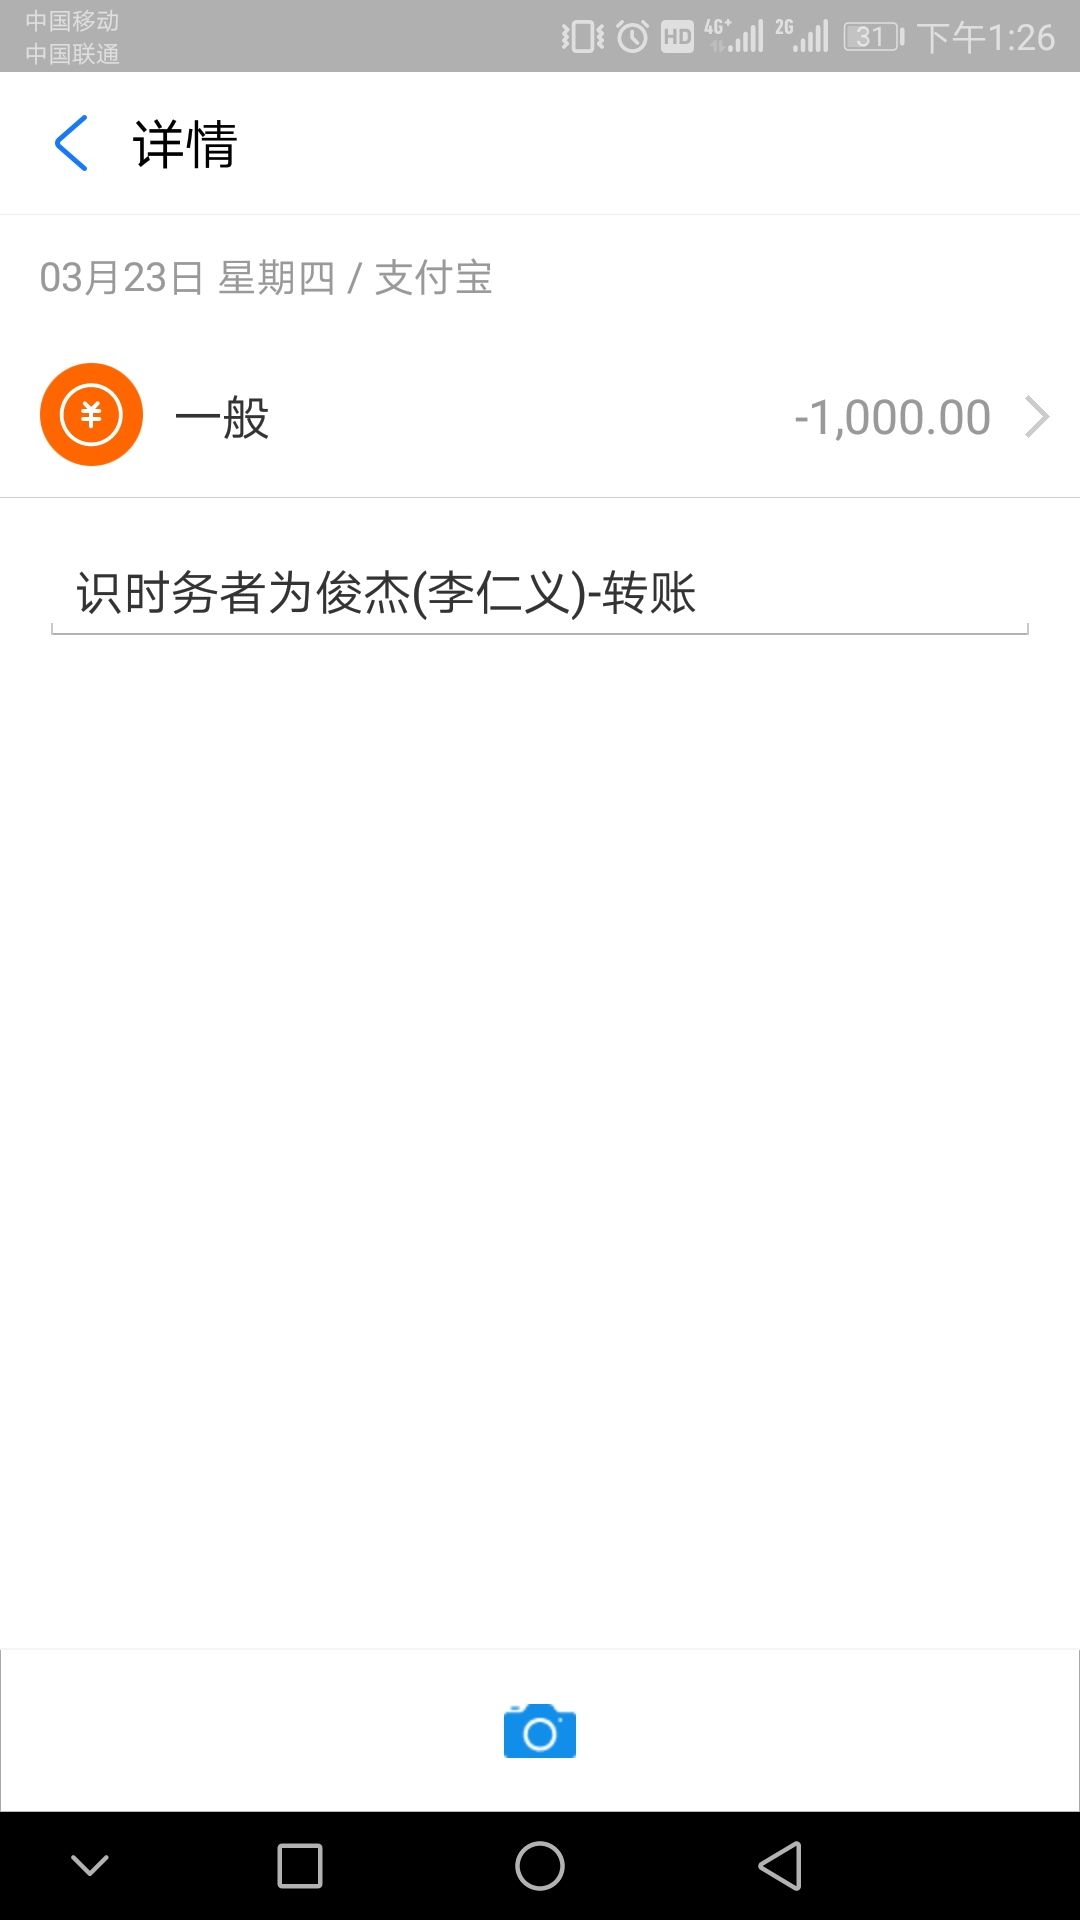 中国移动
中国联通
HD 4G+ 2G 31 下午1:26
详情
03月23日 星期四 / 支付宝
¥ 一般 -1,000.00
识时务者为俊杰(李仁义)-转账